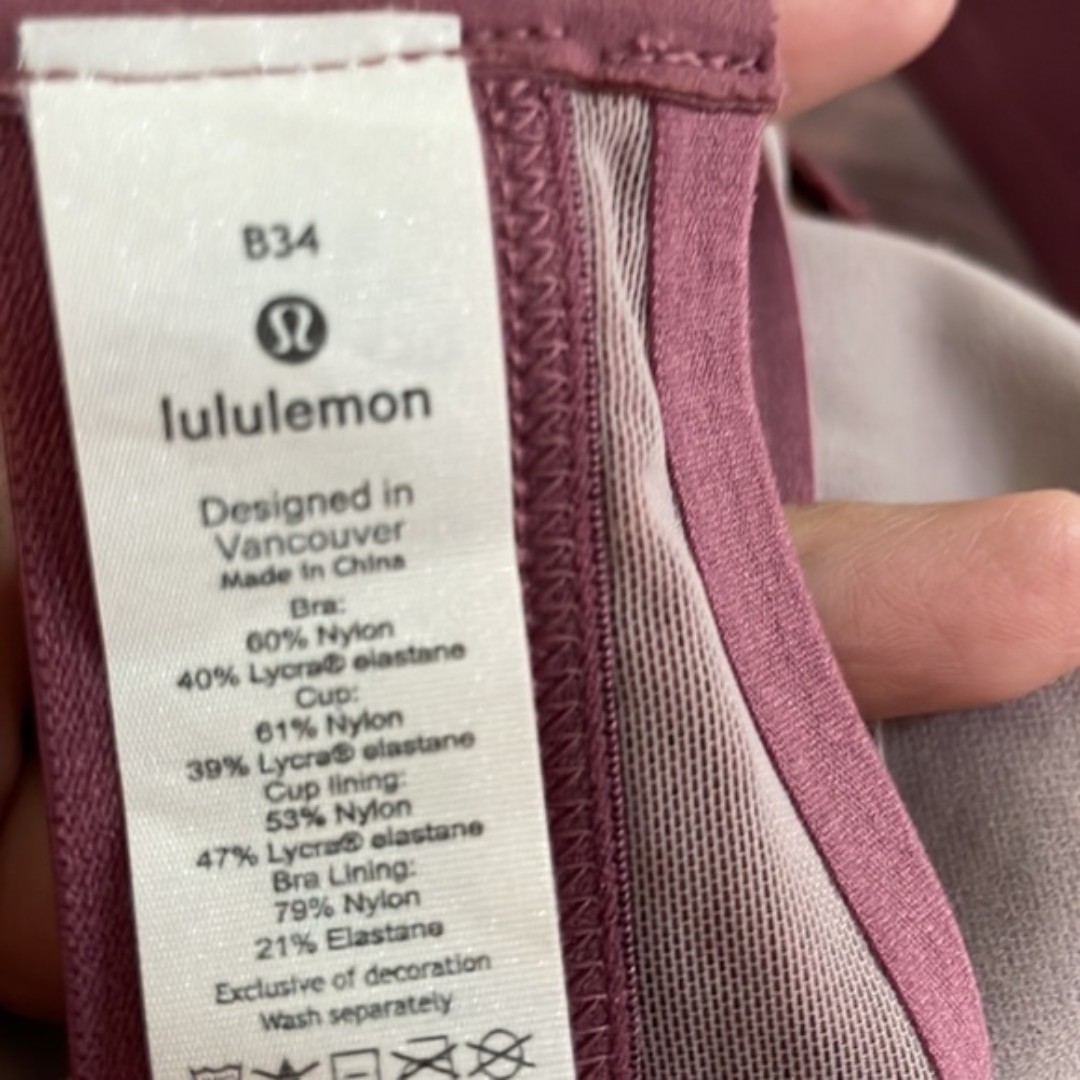 B34
lululemon
Designed in
Vancouver
Made in China
Bra:
60% Nylon
40% Lycra® elastane
Cup:
61% Nylon
39% Lycra® elastane
Cup lining:
53% Nylon
47% Lycra® elastane
Bra Lining:
79% Nylon
21% Elastane
Exclusive of decoration
Wash separately